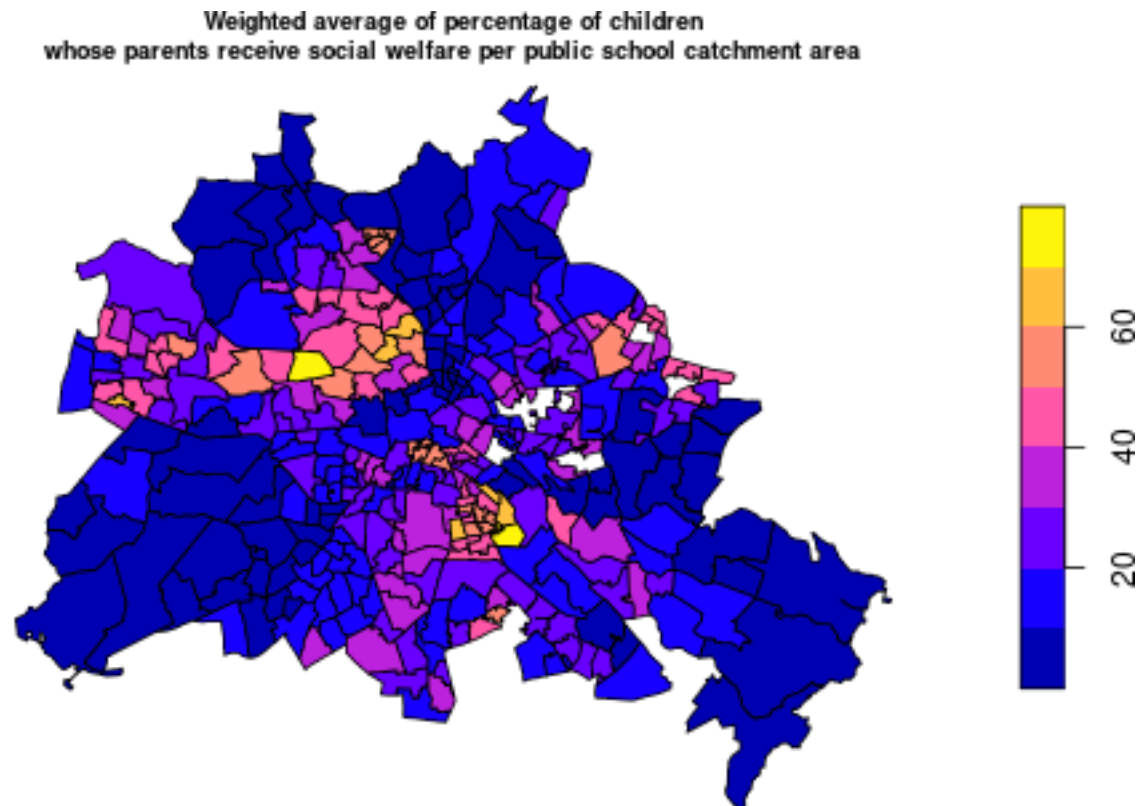 Weighted average of percentage of children
whose parents receive social welfare per public school catchment area
60
40
20